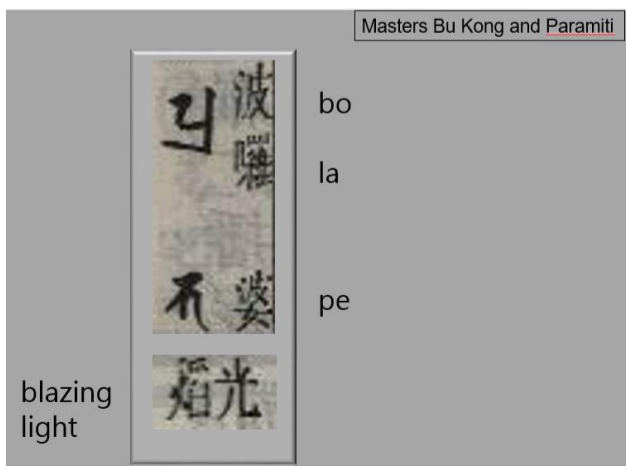 Masters Bu Kong and Paramiti
波
bo
囉
la
婆
pe
焰光
blazing
light